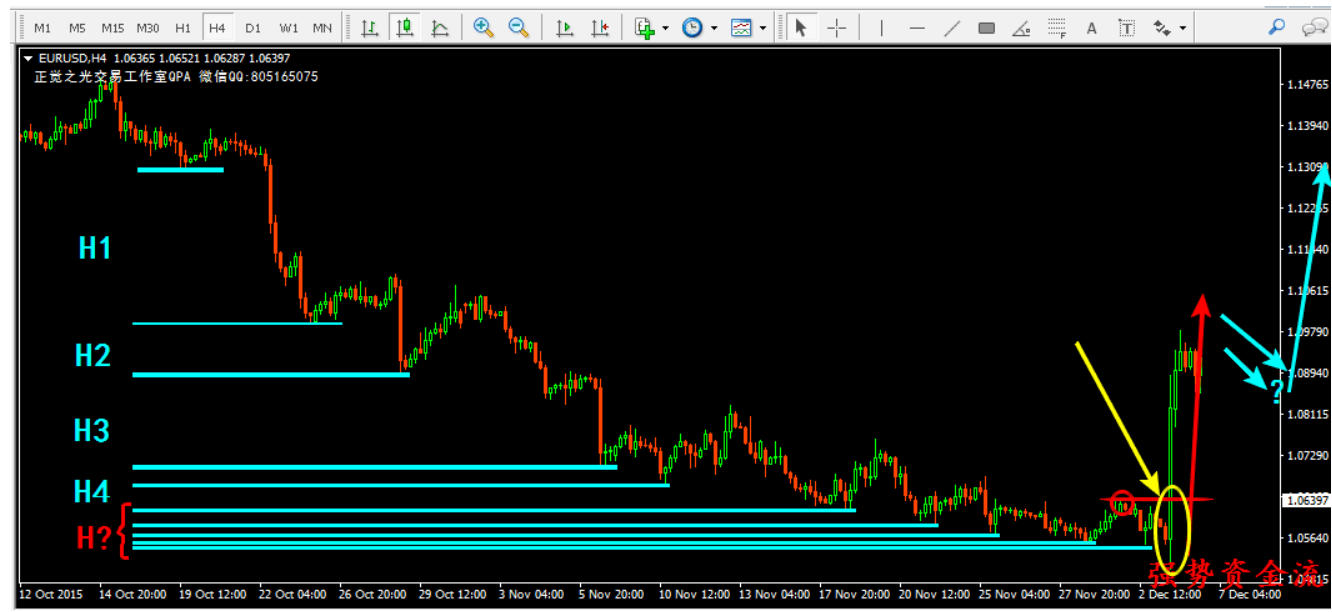 M1 M5 M15 M30 H1 H4 D1 W1 MN A T
EURUSD,H4 1.06365 1.06521 1.06287 1.06397
正觉之光交易工作室QPA 微信QQ:805165075
1.14765
1.13940
1.12265
H1
1.10615
1.09790
H2
1.08940
?
1.08115
H3
1.07290
H4
1.06397
H?
1.05640
强势资金流
12 Oct 2015 14 Oct 20:00 19 Oct 12:00 22 Oct 04:00 26 Oct 20:00 29 Oct 12:00 3 Nov 04:00 5 Nov 20:00 10 Nov 12:00 13 Nov 04:00 17 Nov 20:00 20 Nov 12:00 25 Nov 04:00 27 Nov 20:00 2 Dec 12:00 7 Dec 04:00